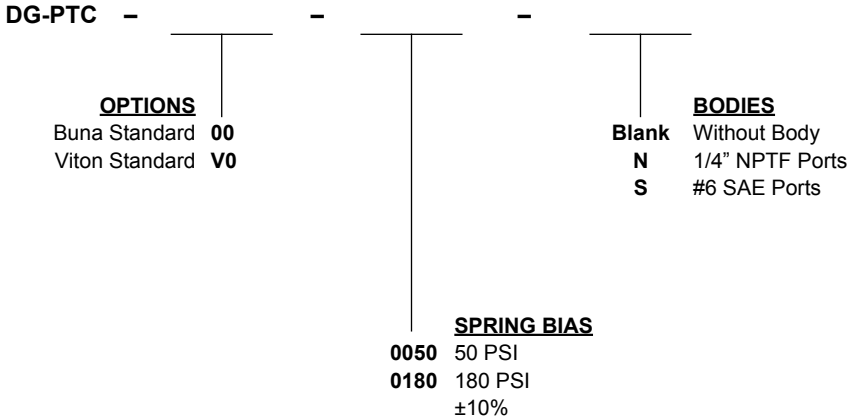 DG-PTC – – –
OPTIONS
Buna Standard 00
Viton Standard V0
BODIES
Blank Without Body
N 1/4” NPTF Ports
S #6 SAE Ports
SPRING BIAS
0050 50 PSI
0180 180 PSI
±10%